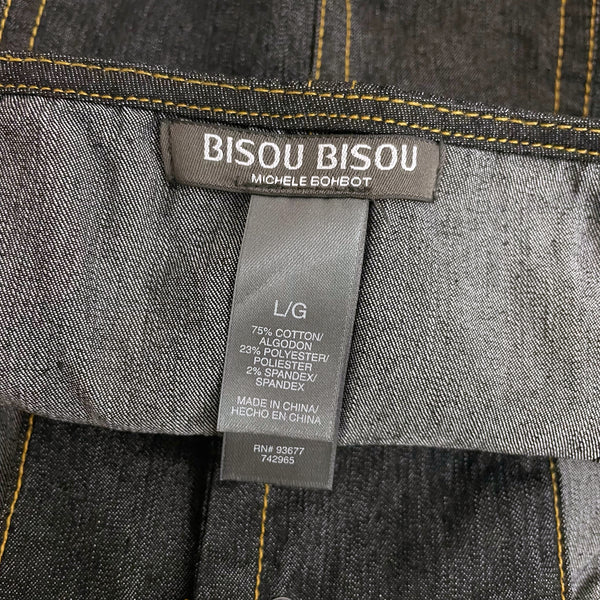 BISOU BISOU
MICHELE BOHBOT
L/G
75% COTTON/
ALGODON
23% POLYESTER/
POLIESTER
2% SPANDEX/
SPANDEX
MADE IN CHINA/
HECHO EN CHINA
RN# 93677
742965